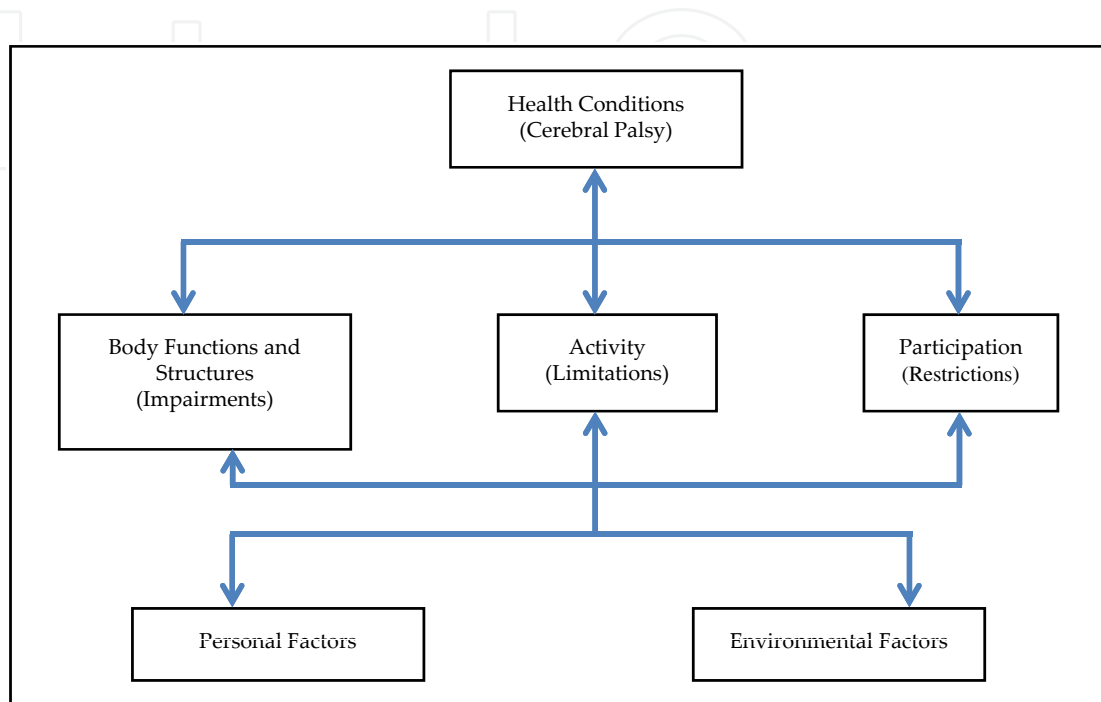 Health Conditions
(Cerebral Palsy)
Body Functions and
Structures
(Impairments)
Activity
(Limitations)
Participation
(Restrictions)
Personal Factors
Environmental Factors